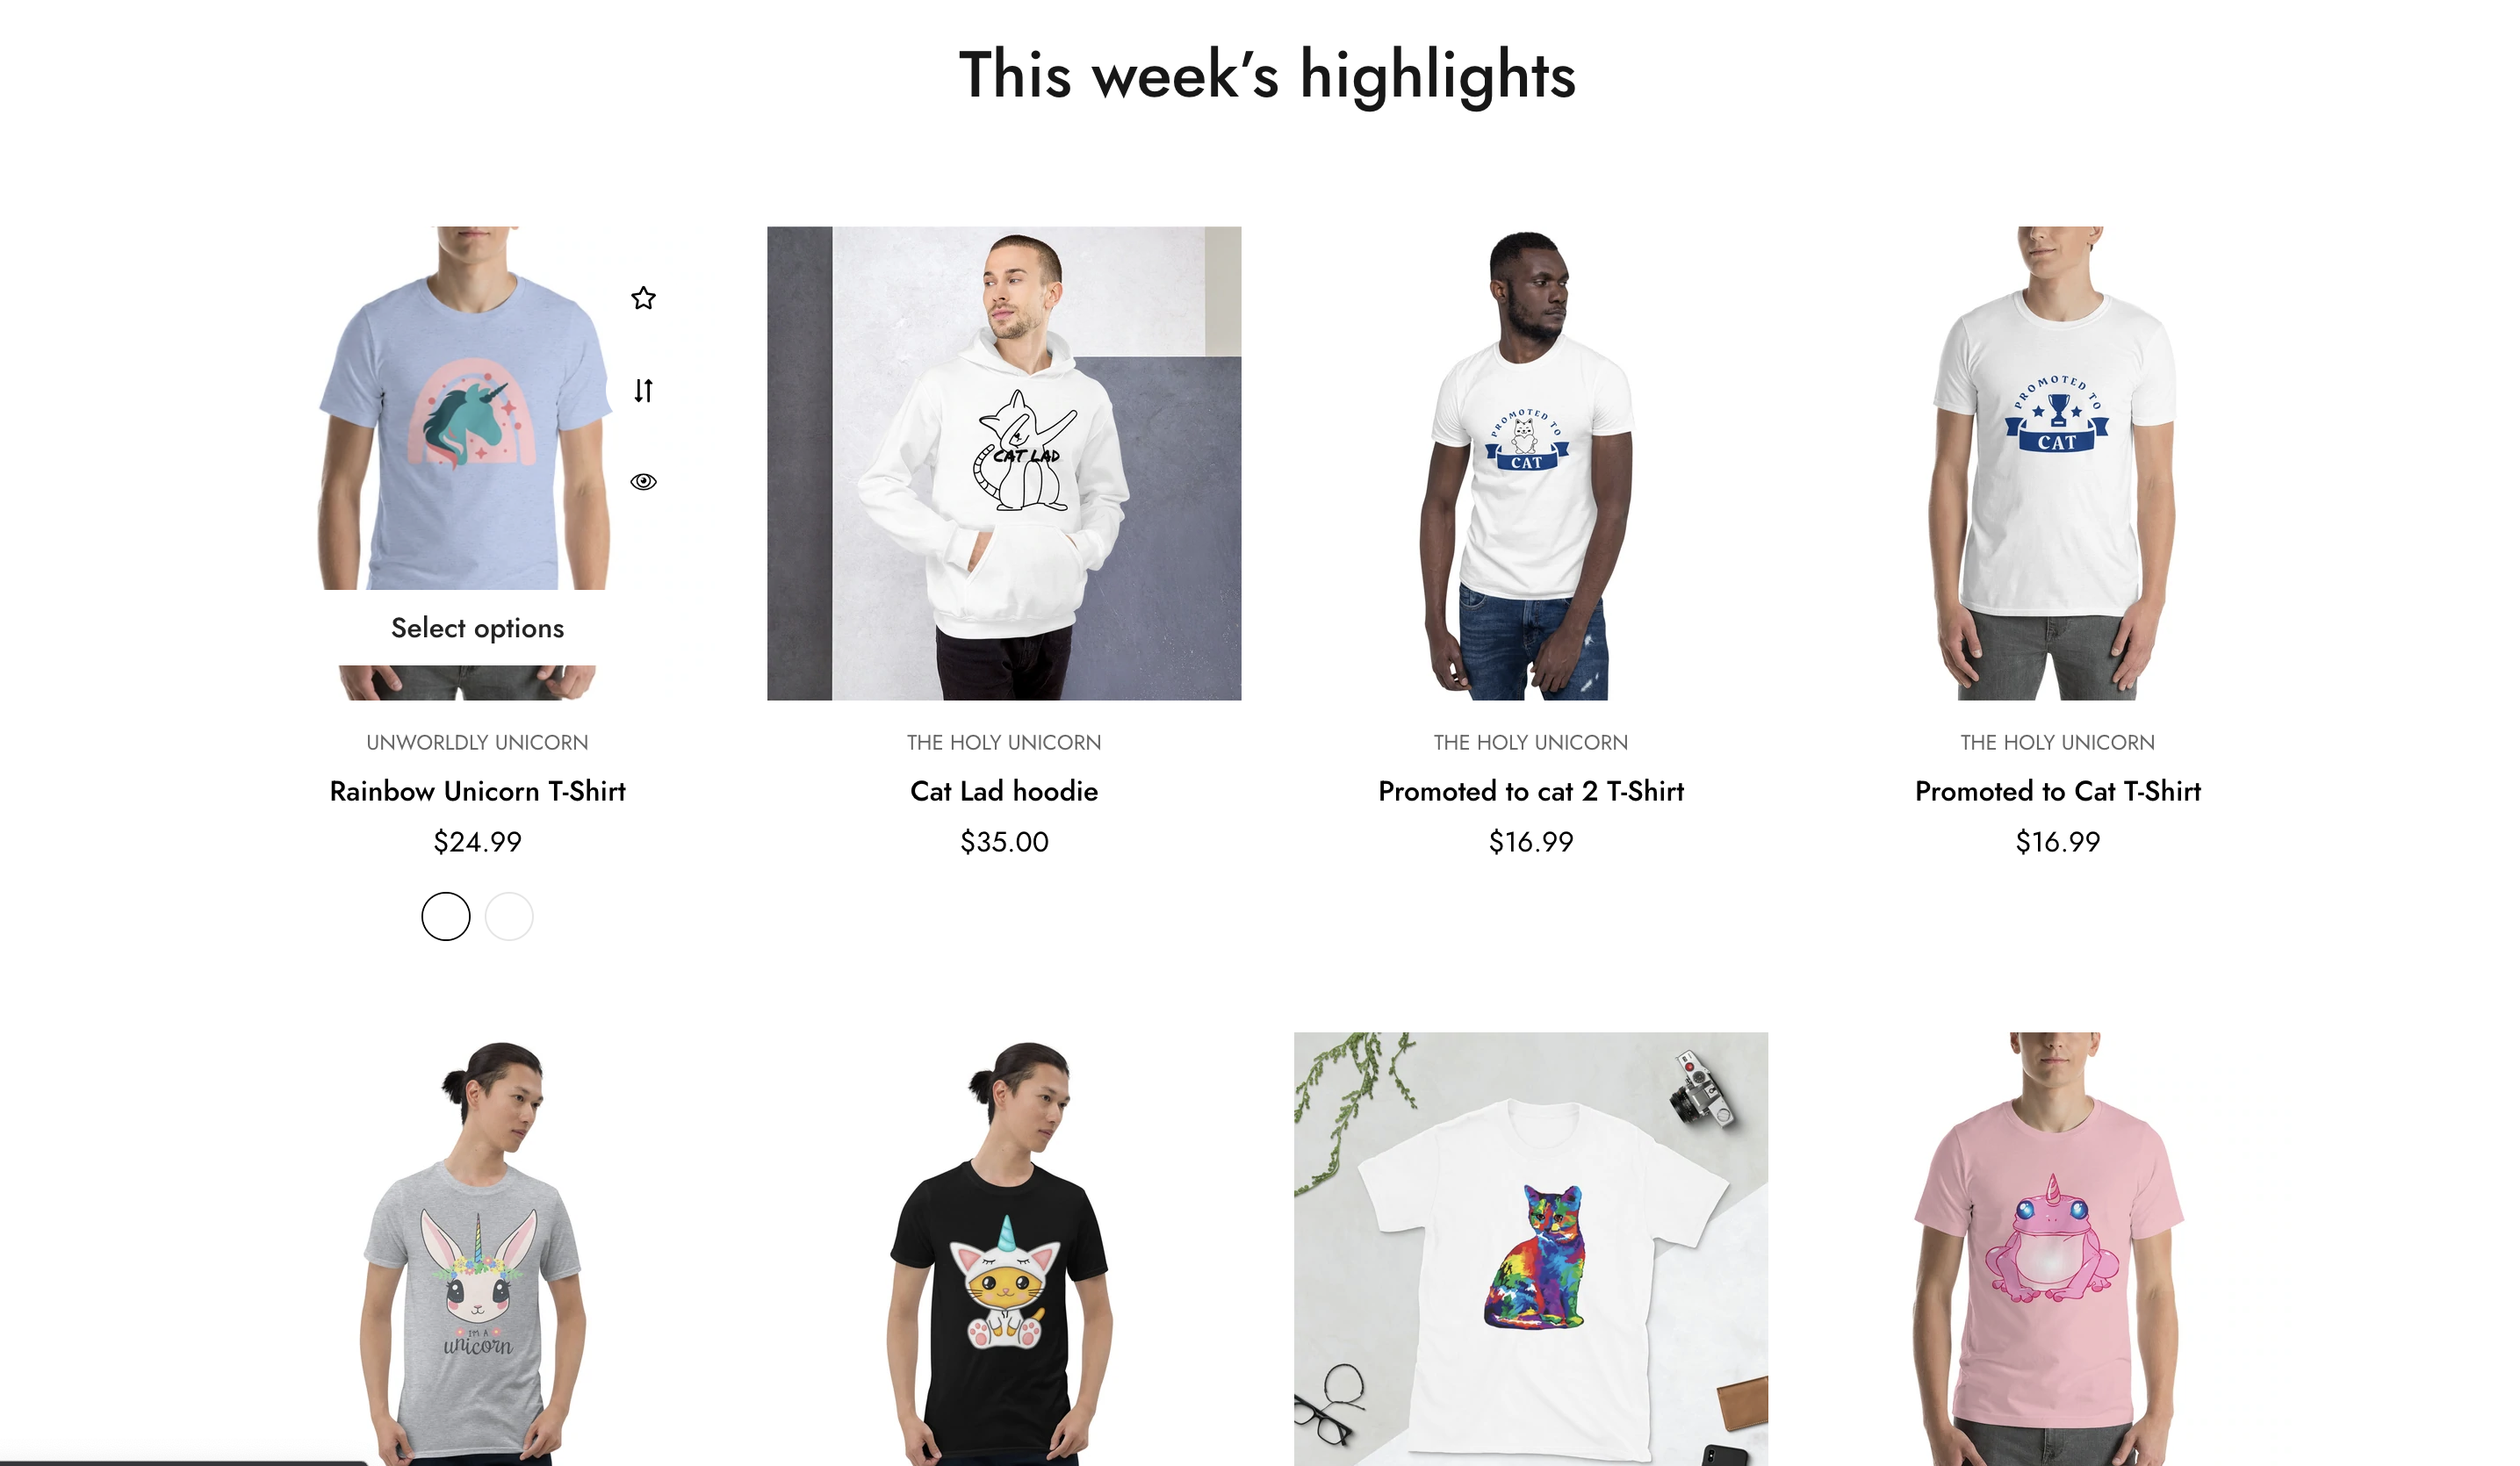 This week’s highlights
PROMOTED TO
PROMOTED TO
CAT LAD
CAT
CAT
Select options
UNWORLDLY UNICORN
THE HOLY UNICORN
THE HOLY UNICORN
THE HOLY UNICORN
Rainbow Unicorn T-Shirt
Cat Lad hoodie
Promoted to cat 2 T-Shirt
Promoted to Cat T-Shirt
$24.99
$35.00
$16.99
$16.99
I'M A
unicorn